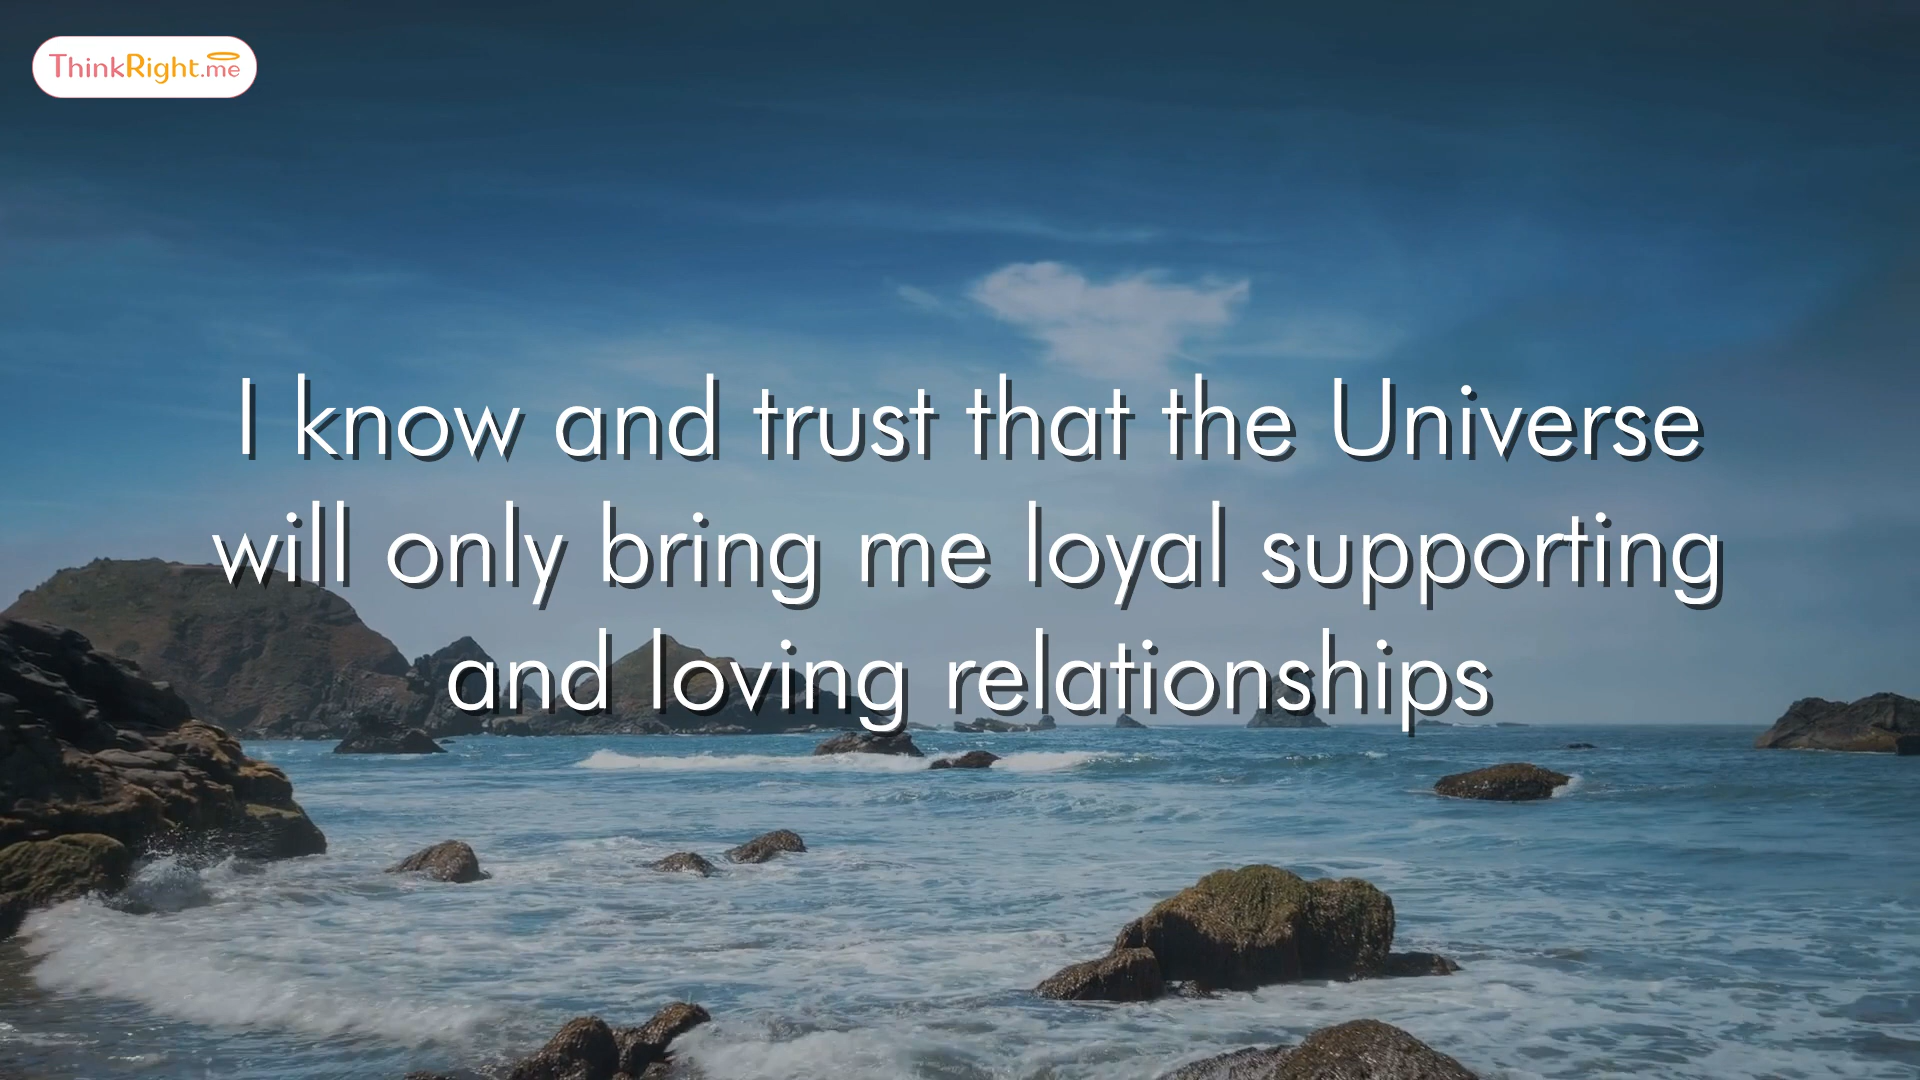 ThinkRight.me
I know and trust that the Universe
will only bring me loyal supporting
and loving relationships